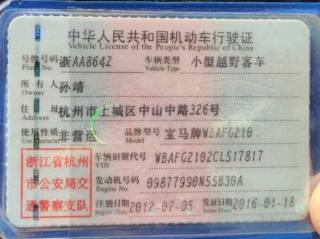 中华人民共和国机动车行驶证
Vehicle License of the People's Republic of China
号牌号码 浙AA864Z 车辆类型 小型越野客车
Plate No. Vehicle Type
所有人 孙靖
Owner
住址 杭州市上城区中山中路326号
Address
使用性质 非营运 品牌型号 宝马牌WBAFG210
Model
浙江省杭州 车辆识别代号 WBAFG2102CL517817
VIN
市公安局交 发动机号码 09877990N55B30A
Engine No.
通警察支队 注册日期 2012-07-05 发证日期 2016-01-18
Register Date Issue Date